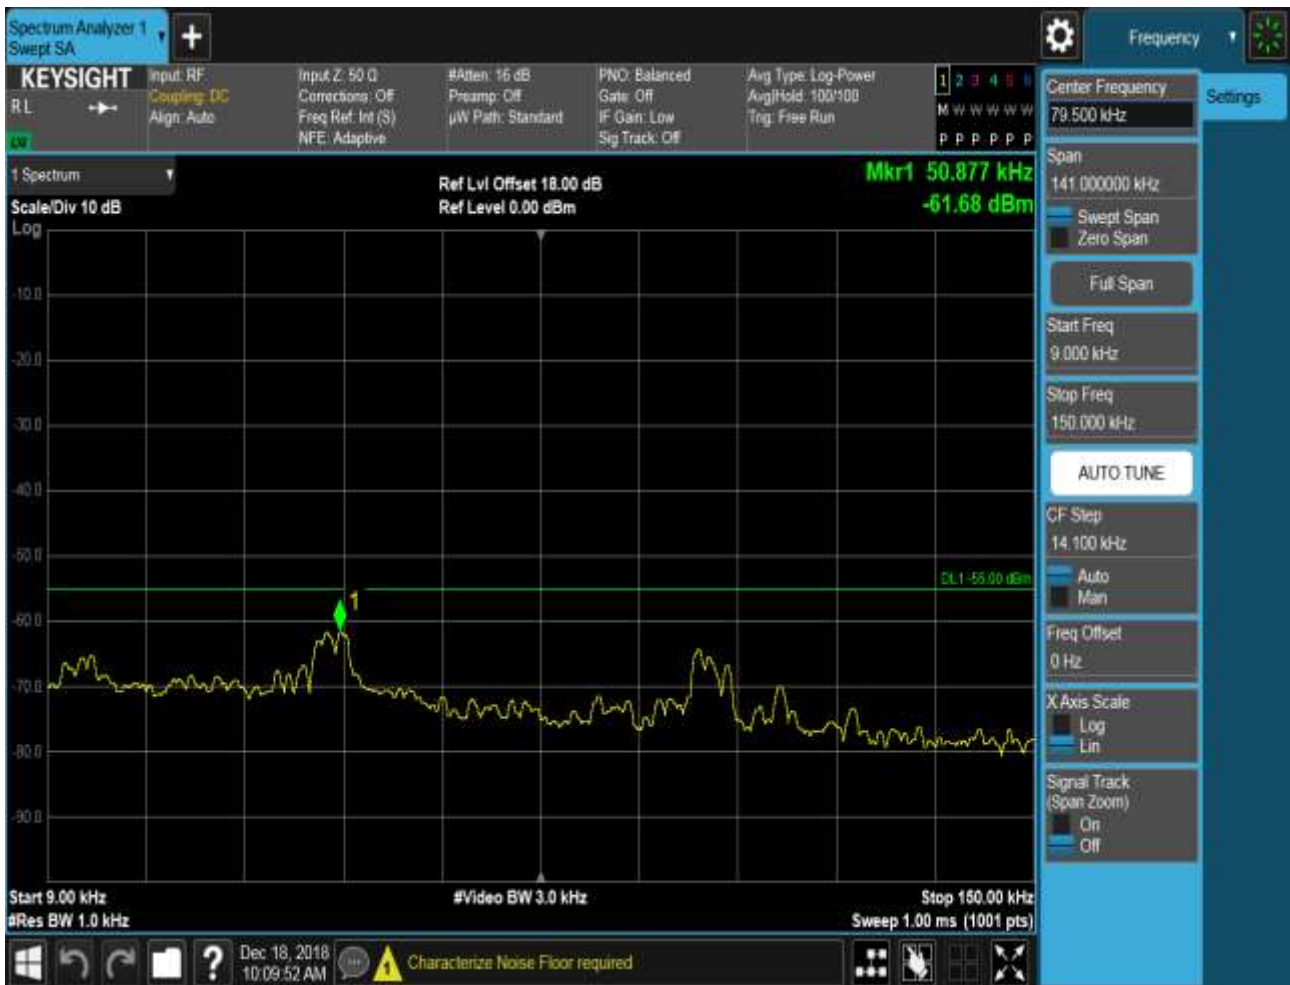 Spectrum Analyzer 1
Swept SA
+
Frequency
KEYSIGHT
R L
Input: RF
Coupling: DC
Align: Auto
Input Z: 50 Ω
Corrections: Off
Freq Ref: Int (S)
NFE: Adaptive
#Atten: 16 dB
Preamp: Off
µW Path: Standard
PNO: Balanced
Gate: Off
IF Gain: Low
Sig Track: Off
Avg Type: Log-Power
Avg|Hold: 100/100
Trig: Free Run
1 2 3 4 5 6
M W W W W W
P P P P P P
1 Spectrum
Scale/Div 10 dB
Log
Ref Lvl Offset 18.00 dB
Ref Level 0.00 dBm
Mkr1 50.877 kHz
-61.68 dBm
-10.0
-20.0
-30.0
-40.0
-50.0
-60.0
-70.0
-80.0
-90.0
DL1 -55.00 dBm
1
Start 9.00 kHz
#Res BW 1.0 kHz
#Video BW 3.0 kHz
Stop 150.00 kHz
Sweep 1.00 ms (1001 pts)
Center Frequency
79.500 kHz
Settings
Span
141.000000 kHz
Swept Span
Zero Span
Full Span
Start Freq
9.000 kHz
Stop Freq
150.000 kHz
AUTO TUNE
CF Step
14.100 kHz
Auto
Man
Freq Offset
0 Hz
X Axis Scale
Log
Lin
Signal Track
(Span Zoom)
On
Off
?
Dec 18, 2018
10:09:52 AM
1
Characterize Noise Floor required